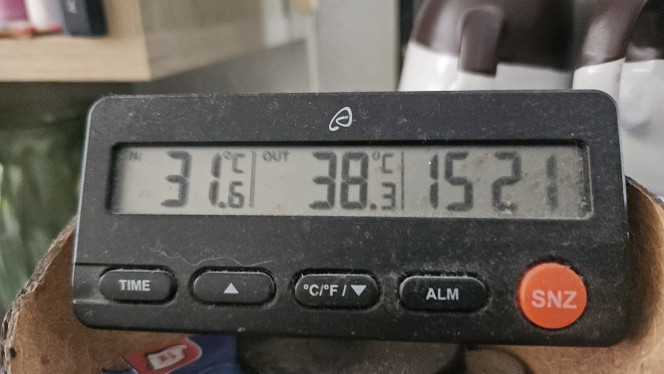 IN 31.6 °C OUT 38.3 °C 15 21
TIME ▲ °C/°F / ▼ ALM SNZ